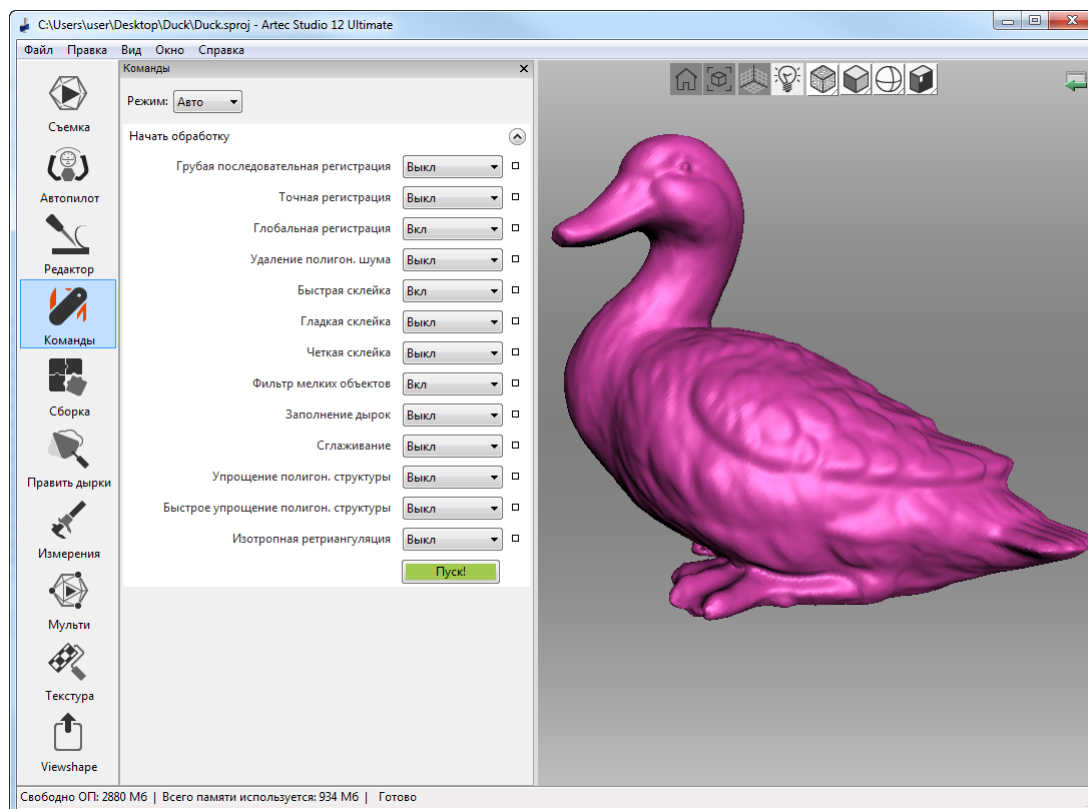 C:\Users\user\Desktop\Duck\Duck.sproj - Artec Studio 12 Ultimate
Файл Правка Вид Окно Справка
Съемка
Автопилот
Редактор
Команды
Сборка
Править дырки
Измерения
Мульти
Текстура
Viewshape
Команды
Режим: Авто
Начать обработку
Грубая последовательная регистрация Выкл
Точная регистрация Выкл
Глобальная регистрация Вкл
Удаление полигон. шума Выкл
Быстрая склейка Вкл
Гладкая склейка Выкл
Четкая склейка Выкл
Фильтр мелких объектов Вкл
Заполнение дырок Выкл
Сглаживание Выкл
Упрощение полигон. структуры Выкл
Быстрое упрощение полигон. структуры Выкл
Изотропная ретриангуляция Выкл
Пуск!
Свободно ОП: 2880 Мб | Всего памяти используется: 934 Мб | Готово